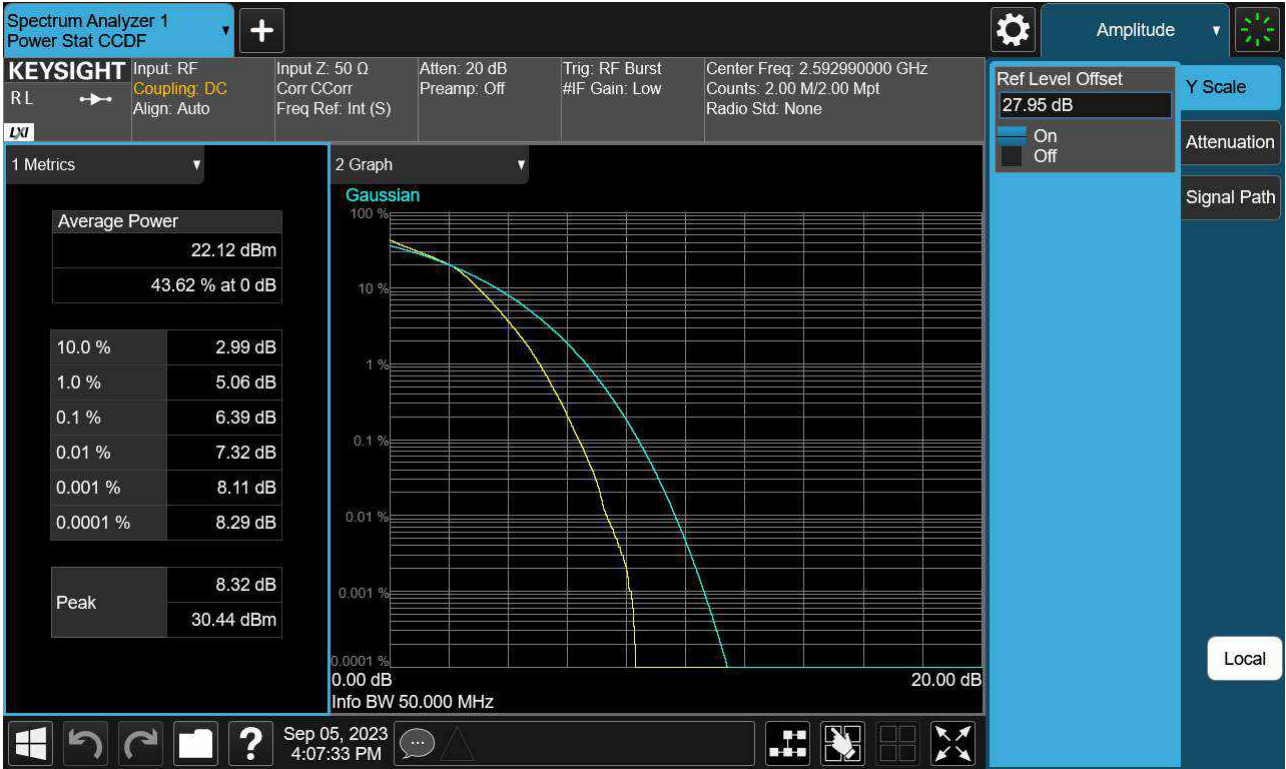 Spectrum Analyzer 1
Power Stat CCDF
Amplitude
KEYSIGHT
RL
LXI
Input: RF
Coupling: DC
Align: Auto
Input Z: 50 Ω
Corr CCorr
Freq Ref: Int (S)
Atten: 20 dB
Preamp: Off
Trig: RF Burst
#IF Gain: Low
Center Freq: 2.592990000 GHz
Counts: 2.00 M/2.00 Mpt
Radio Std: None
Ref Level Offset
27.95 dB
On
Off
Y Scale
Attenuation
Signal Path
Local
1 Metrics
Average Power
22.12 dBm
43.62 % at 0 dB
10.0 % 2.99 dB
1.0 % 5.06 dB
0.1 % 6.39 dB
0.01 % 7.32 dB
0.001 % 8.11 dB
0.0001 % 8.29 dB
Peak
8.32 dB
30.44 dBm
2 Graph
Gaussian
100 %
10 %
1 %
0.1 %
0.01 %
0.001 %
0.0001 %
0.00 dB 20.00 dB
Info BW 50.000 MHz
?
Sep 05, 2023
4:07:33 PM